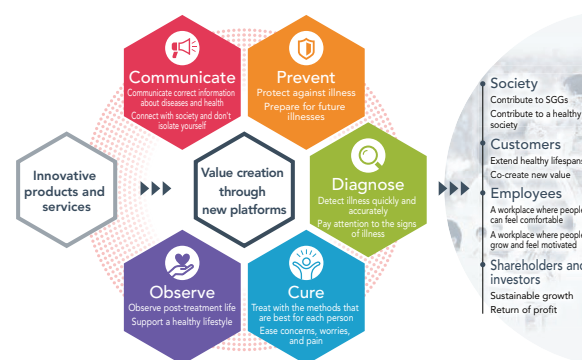 Innovative
products and
services
Communicate
Communicate correct information
about diseases and health
Connect with society and don't
isolate yourself
Prevent
Protect against illness
Prepare for future
illnesses
Value creation
through
new platforms
Diagnose
Detect illness quickly and
accurately
Pay attention to the signs
of illness
Observe
Observe post-treatment life
Support a healthy lifestyle
Cure
Treat with the methods that
are best for each person
Ease concerns, worries,
and pain
Society
Contribute to SGGs
Contribute to a healthy
society
Customers
Extend healthy lifespans
Co-create new value
Employees
A workplace where people
can feel comfortable
A workplace where people
grow and feel motivated
Shareholders and
investors
Sustainable growth
Return of profit